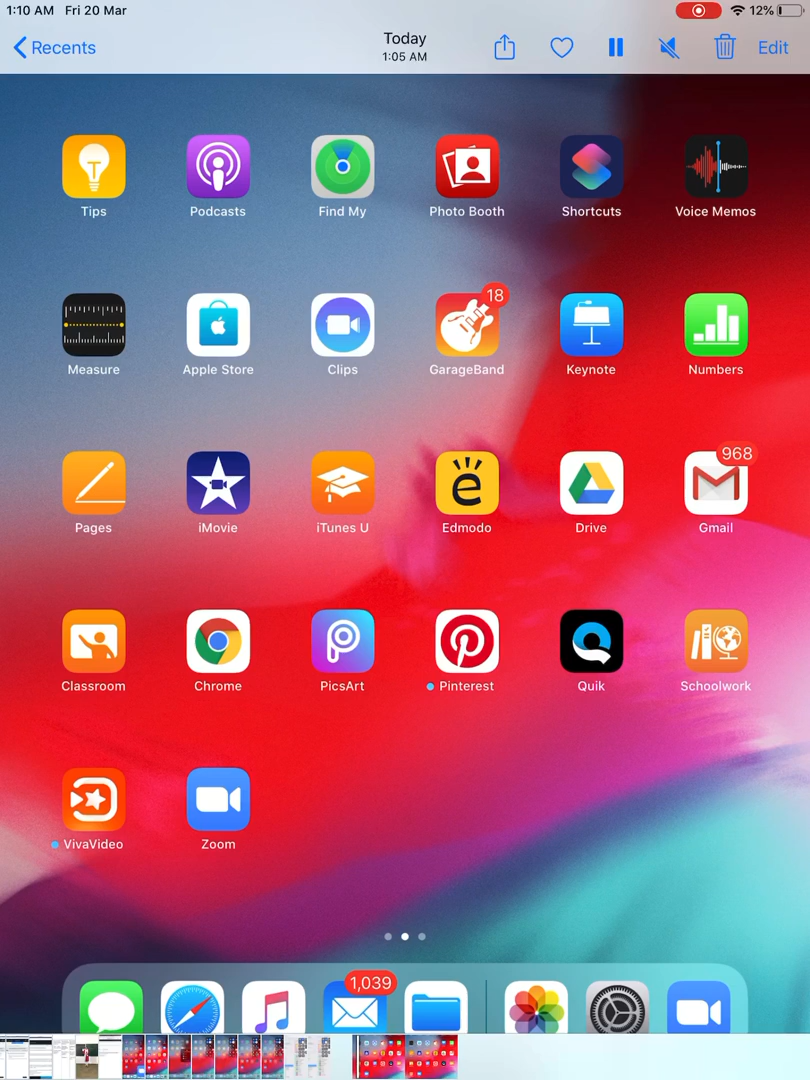 1:10 AM Fri 20 Mar 12%
Recents Today Edit
1:05 AM
Tips Podcasts Find My Photo Booth Shortcuts Voice Memos
18
Measure Apple Store Clips GarageBand Keynote Numbers
968
Pages iMovie iTunes U Edmodo Drive Gmail
Classroom Chrome PicsArt Pinterest Quik Schoolwork
VivaVideo Zoom
1,039